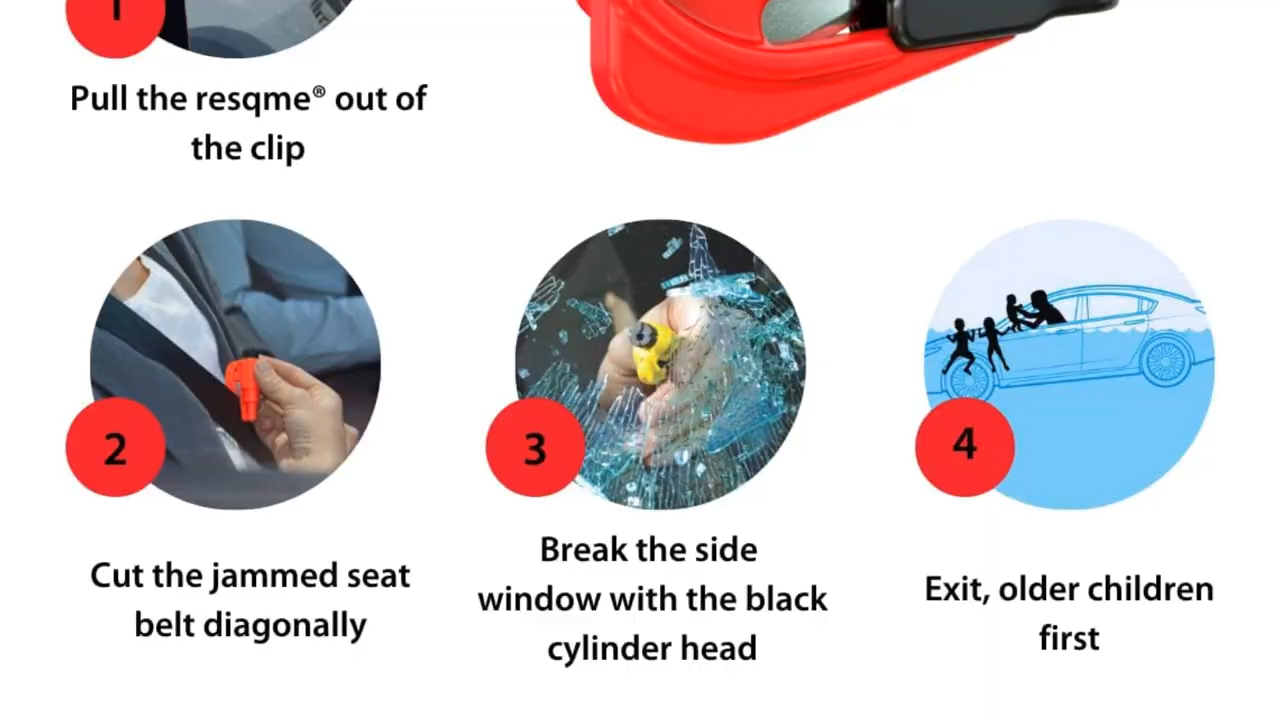 1
Pull the resqme® out of
the clip
2
Cut the jammed seat
belt diagonally
3
Break the side
window with the black
cylinder head
4
Exit, older children
first